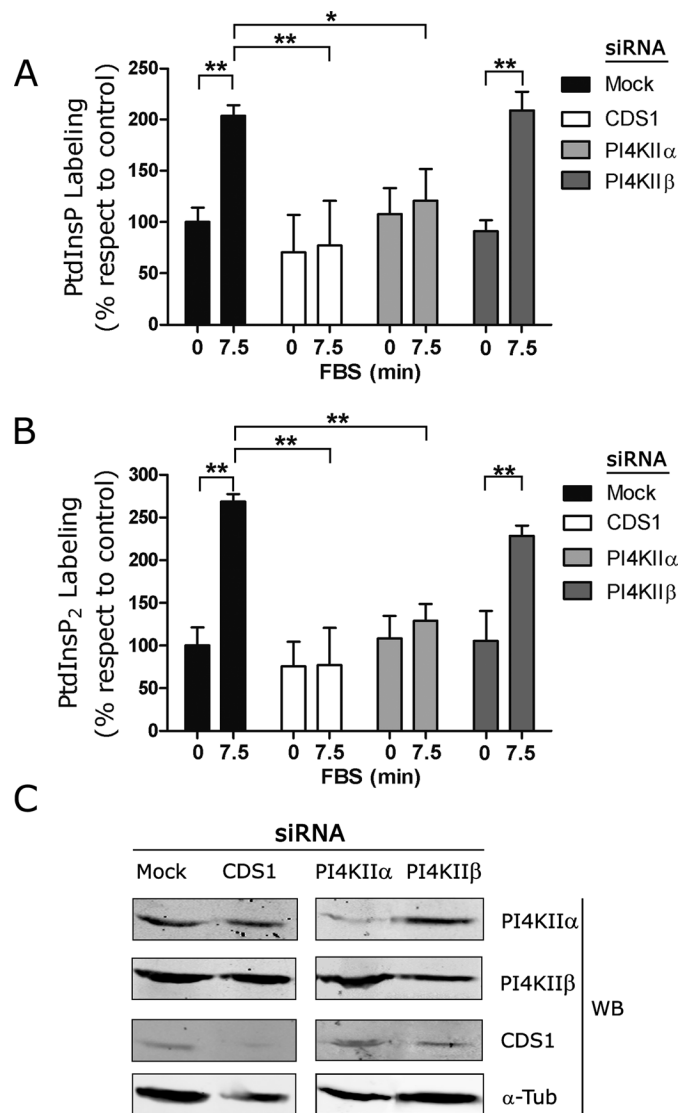 A
PtdInsP Labeling
(% respect to control)
250
200
150
100
50
0
**
**
*
**
0 7.5 0 7.5 0 7.5 0 7.5
FBS (min)
siRNA
Mock
CDS1
PI4KIIα
PI4KIIβ
B
PtdInsP2 Labeling
(% respect to control)
300
250
200
150
100
50
0
**
**
**
**
0 7.5 0 7.5 0 7.5 0 7.5
FBS (min)
siRNA
Mock
CDS1
PI4KIIα
PI4KIIβ
C
siRNA
Mock CDS1 PI4KIIα PI4KIIβ
PI4KIIα
PI4KIIβ
CDS1
α-Tub
WB